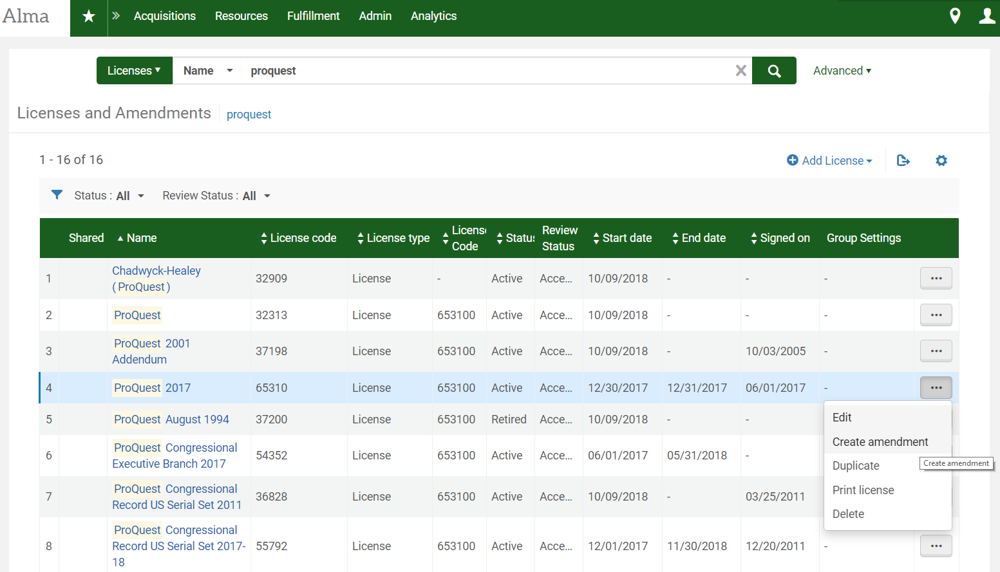 Alma
Acquisitions Resources Fulfillment Admin Analytics
Licenses Name proquest Advanced
Licenses and Amendments proquest
1 - 16 of 16 Add License
Status : All Review Status : All
Shared Name License code License type License Code Status Review Status Start date End date Signed on Group Settings
1 Chadwyck-Healey (ProQuest) 32909 License - Active Acce... 10/09/2018 - - - •••
2 ProQuest 32313 License 653100 Active Acce... 10/09/2018 - - - •••
3 ProQuest 2001 Addendum 37198 License 653100 Active Acce... 10/09/2018 - 10/03/2005 - •••
4 ProQuest 2017 65310 License 653100 Active Acce... 12/30/2017 12/31/2017 06/01/2017 - •••
5 ProQuest August 1994 37200 License 653100 Retired Acce... 10/09/2018 - -
6 ProQuest Congressional Executive Branch 2017 54352 License 653100 Active Acce... 06/01/2017 05/31/2018 -
7 ProQuest Congressional Record US Serial Set 2011 36828 License 653100 Active Acce... 10/09/2018 - 03/25/2011
8 ProQuest Congressional Record US Serial Set 2017-18 55792 License 653100 Active Acce... 12/01/2017 11/30/2018 12/20/2011 - •••
Edit
Create amendment
Create amendment
Duplicate
Print license
Delete